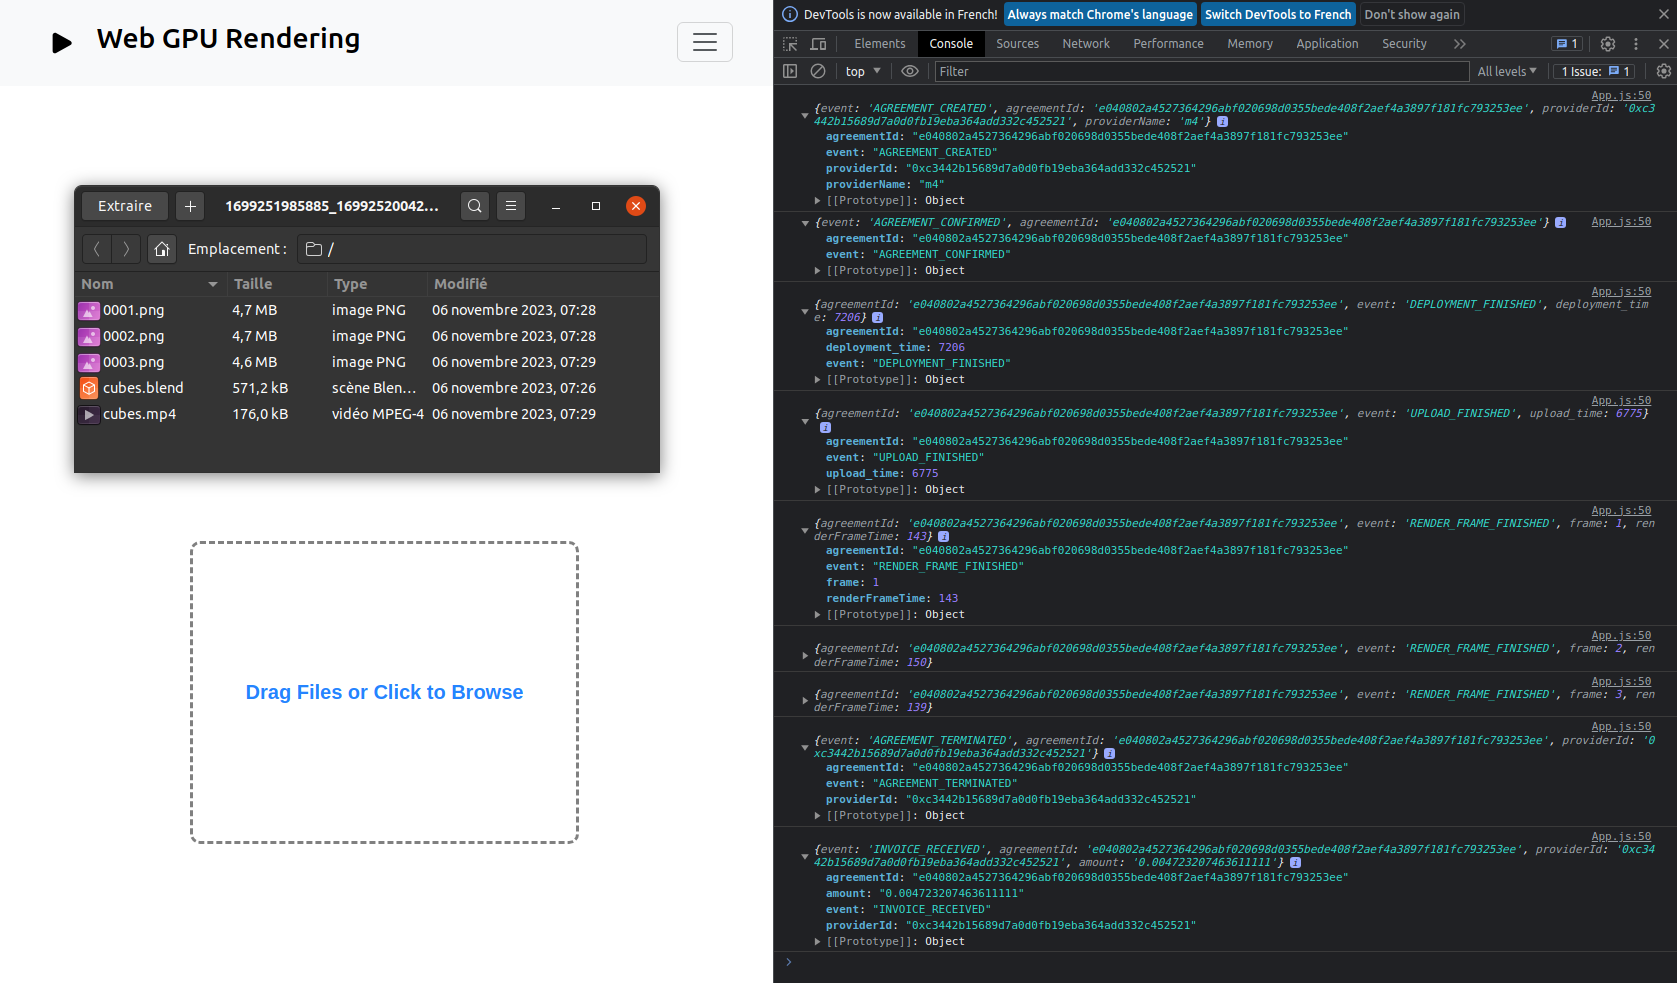 Web GPU Rendering
Extraire
1699251985885_16992520042...
Emplacement :
/
Nom Taille Type Modifié
0001.png 4,7 MB image PNG 06 novembre 2023, 07:28
0002.png 4,7 MB image PNG 06 novembre 2023, 07:28
0003.png 4,6 MB image PNG 06 novembre 2023, 07:29
cubes.blend 571,2 kB scène Blen... 06 novembre 2023, 07:26
cubes.mp4 176,0 kB vidéo MPEG-4 06 novembre 2023, 07:29
Drag Files or Click to Browse
DevTools is now available in French! Always match Chrome's language Switch DevTools to French Don't show again
Elements Console Sources Network Performance Memory Application Security 1
top Filter All levels 1 Issue: 1
App.js:50
{event: 'AGREEMENT_CREATED', agreementId: 'e040802a4527364296abf020698d0355bede408f2aef4a3897f181fc793253ee', providerId: '0xc
3442b15689d7a0d0fb19eba364add332c452521', providerName: 'm4'}
agreementId: "e040802a4527364296abf020698d0355bede408f2aef4a3897f181fc793253ee"
event: "AGREEMENT_CREATED"
providerId: "0xc3442b15689d7a0d0fb19eba364add332c452521"
providerName: "m4"
[[Prototype]]: Object
{event: 'AGREEMENT_CONFIRMED', agreementId: 'e040802a4527364296abf020698d0355bede408f2aef4a3897f181fc793253ee'} App.js:50
agreementId: "e040802a4527364296abf020698d0355bede408f2aef4a3897f181fc793253ee"
event: "AGREEMENT_CONFIRMED"
[[Prototype]]: Object
App.js:50
{agreementId: 'e040802a4527364296abf020698d0355bede408f2aef4a3897f181fc793253ee', event: 'DEPLOYMENT_FINISHED', deployment_tim
e: 7206}
agreementId: "e040802a4527364296abf020698d0355bede408f2aef4a3897f181fc793253ee"
deployment_time: 7206
event: "DEPLOYMENT_FINISHED"
[[Prototype]]: Object
App.js:50
{agreementId: 'e040802a4527364296abf020698d0355bede408f2aef4a3897f181fc793253ee', event: 'UPLOAD_FINISHED', upload_time: 6775}
agreementId: "e040802a4527364296abf020698d0355bede408f2aef4a3897f181fc793253ee"
event: "UPLOAD_FINISHED"
upload_time: 6775
[[Prototype]]: Object
App.js:50
{agreementId: 'e040802a4527364296abf020698d0355bede408f2aef4a3897f181fc793253ee', event: 'RENDER_FRAME_FINISHED', frame: 1, ren
derFrameTime: 143}
agreementId: "e040802a4527364296abf020698d0355bede408f2aef4a3897f181fc793253ee"
event: "RENDER_FRAME_FINISHED"
frame: 1
renderFrameTime: 143
[[Prototype]]: Object
App.js:50
{agreementId: 'e040802a4527364296abf020698d0355bede408f2aef4a3897f181fc793253ee', event: 'RENDER_FRAME_FINISHED', frame: 2, ren
derFrameTime: 150}
App.js:50
{agreementId: 'e040802a4527364296abf020698d0355bede408f2aef4a3897f181fc793253ee', event: 'RENDER_FRAME_FINISHED', frame: 3, ren
derFrameTime: 139}
App.js:50
{event: 'AGREEMENT_TERMINATED', agreementId: 'e040802a4527364296abf020698d0355bede408f2aef4a3897f181fc793253ee', providerId: '0
xc3442b15689d7a0d0fb19eba364add332c452521'}
agreementId: "e040802a4527364296abf020698d0355bede408f2aef4a3897f181fc793253ee"
event: "AGREEMENT_TERMINATED"
providerId: "0xc3442b15689d7a0d0fb19eba364add332c452521"
[[Prototype]]: Object
App.js:50
{event: 'INVOICE_RECEIVED', agreementId: 'e040802a4527364296abf020698d0355bede408f2aef4a3897f181fc793253ee', providerId: '0xc34
42b15689d7a0d0fb19eba364add332c452521', amount: '0.004723207463611111'}
agreementId: "e040802a4527364296abf020698d0355bede408f2aef4a3897f181fc793253ee"
amount: "0.004723207463611111"
event: "INVOICE_RECEIVED"
providerId: "0xc3442b15689d7a0d0fb19eba364add332c452521"
[[Prototype]]: Object